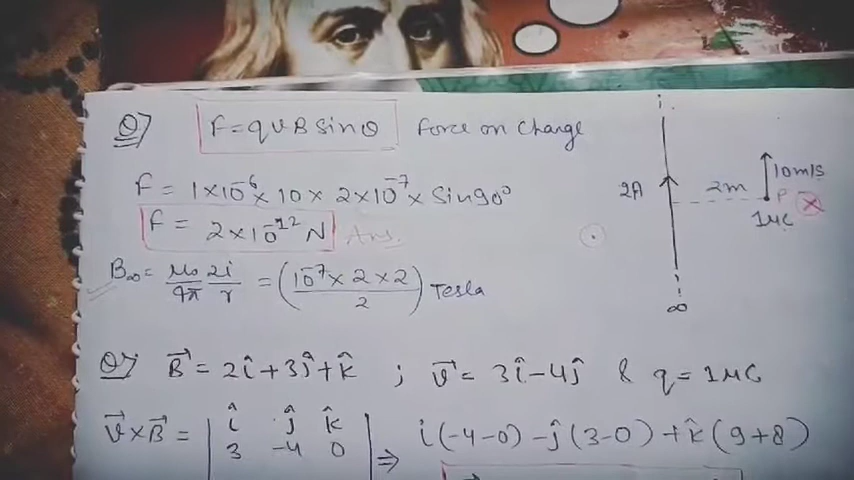 Q7 F = qVB sinθ Force on Change
F = 1×10⁻⁶ × 10 × 2×10⁻⁷ × Sin90°
F = 2×10⁻¹² N Ans.
B∞ = μ₀/4π 2i/r = (10⁻⁷ × 2 × 2 / 2) Tesla
2A 2m 10m/s
P ⊗
1μC
∞
Q7 B⃗ = 2î + 3ĵ + k̂ ; v⃗ = 3î - 4ĵ & q = 1μC
v⃗ × B⃗ = | î ĵ k̂ ⇒ i(-4-0) - ĵ(3-0) + k̂(9+8)
3 -4 0 |